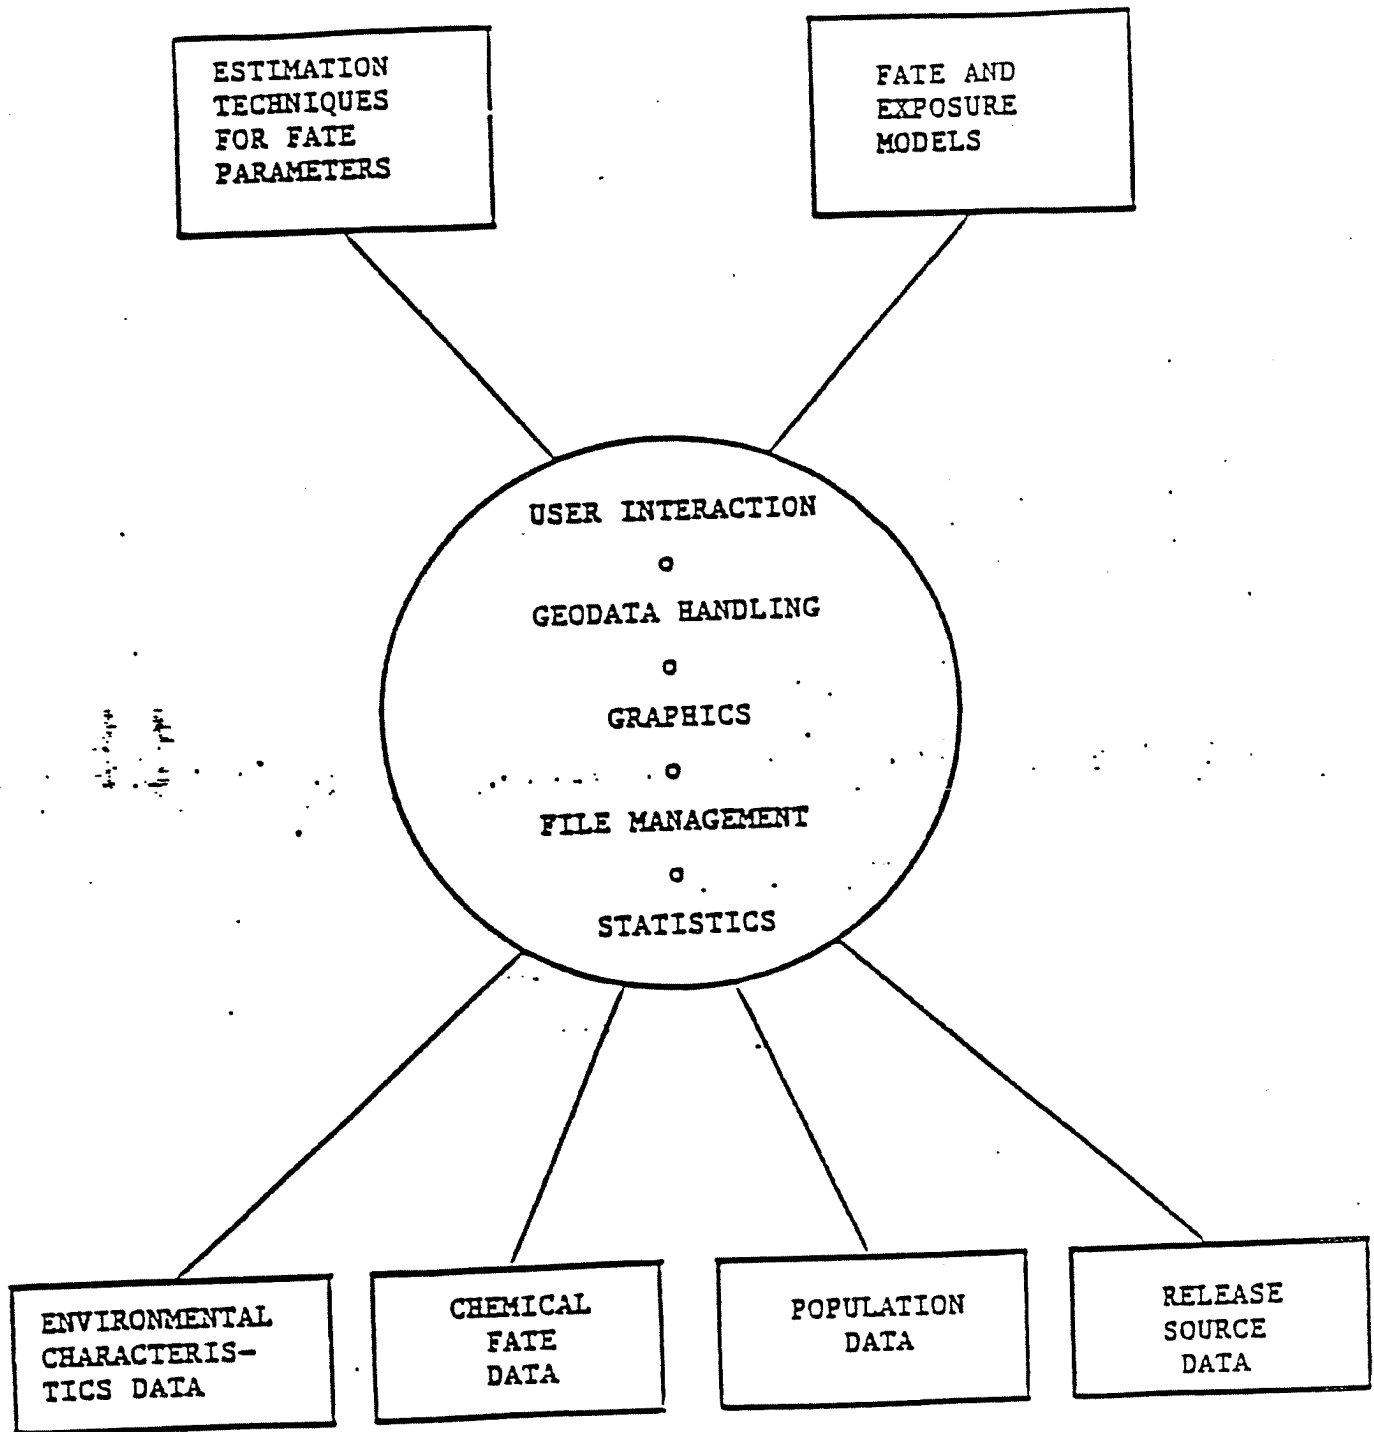 ESTIMATION
TECHNIQUES
FOR FATE
PARAMETERS
FATE AND
EXPOSURE
MODELS
USER INTERACTION
o
GEODATA HANDLING
o
GRAPHICS
o
FILE MANAGEMENT
o
STATISTICS
ENVIRONMENTAL
CHARACTERIS-
TICS DATA
CHEMICAL
FATE
DATA
POPULATION
DATA
RELEASE
SOURCE
DATA